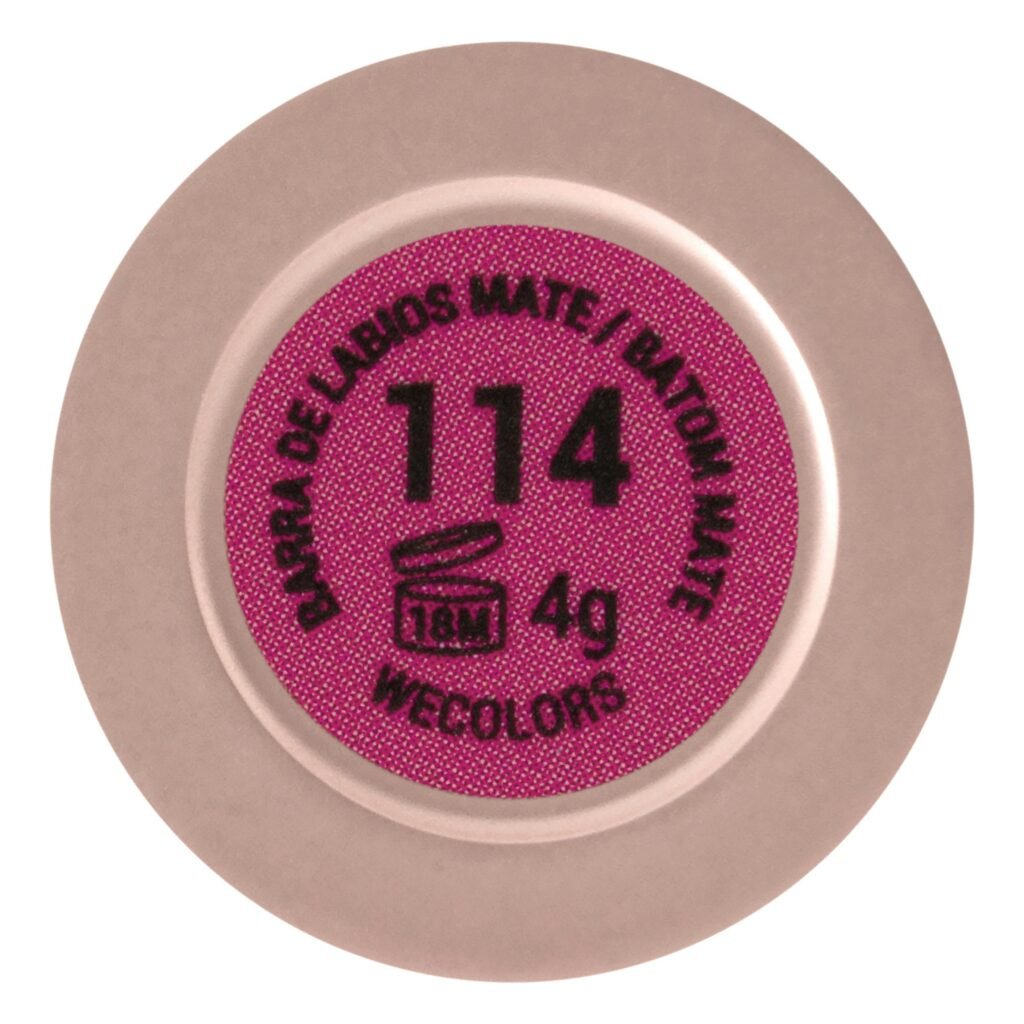 BARRA DE LABIOS MATE / BATOM MATE
114
18M
4g
WECOLORS